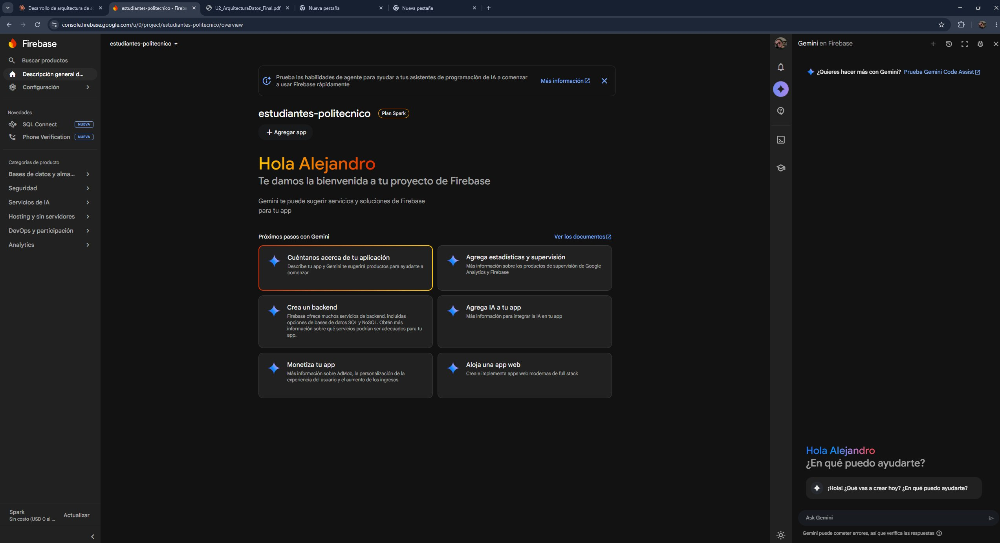 Desarrollo de arquitectura de so
estudiantes-politecnico - Fireba
U2_ArquitecturaDatos_Final.pdf
Nueva pestaña
Nueva pestaña
console.firebase.google.com/u/0/project/estudiantes-politecnico/overview
Firebase
Buscar productos
Descripción general d...
Configuración
Novedades
SQL Connect
NUEVA
Phone Verification
NUEVA
Categorías de producto
Bases de datos y alma...
Seguridad
Servicios de IA
Hosting y sin servidores
DevOps y participación
Analytics
Spark
Sin costo (USD 0 al ...
Actualizar
estudiantes-politecnico
Prueba las habilidades de agente para ayudar a tus asistentes de programación de IA a comenzar
a usar Firebase rápidamente
Más información
estudiantes-politecnico
Plan Spark
Agregar app
Hola Alejandro
Te damos la bienvenida a tu proyecto de Firebase
Gemini te puede sugerir servicios y soluciones de Firebase
para tu app
Próximos pasos con Gemini
Ver los documentos
Cuéntanos acerca de tu aplicación
Describe tu app y Gemini te sugerirá productos para ayudarte a
comenzar
Agrega estadísticas y supervisión
Más información sobre los productos de supervisión de Google
Analytics y Firebase
Crea un backend
Firebase ofrece muchos servicios de backend, incluidas
opciones de bases de datos SQL y NoSQL. Obtén más
información sobre qué servicios podrían ser adecuados para tu
app.
Agrega IA a tu app
Más información para integrar la IA en tu app
Monetiza tu app
Más información sobre AdMob, la personalización de la
experiencia del usuario y el aumento de los ingresos
Aloja una app web
Crea e implementa apps web modernas de full stack
Gemini en Firebase
¿Quieres hacer más con Gemini? Prueba Gemini Code Assist
Hola Alejandro
¿En qué puedo ayudarte?
¡Hola! ¿Qué vas a crear hoy? ¿En qué puedo ayudarte?
Ask Gemini
Gemini puede cometer errores, así que verifica las respuestas